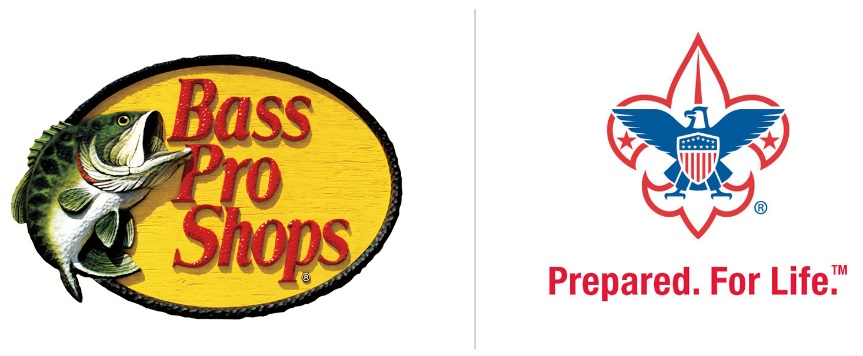 Bass
Pro
Shops
®
®
Prepared. For Life.™